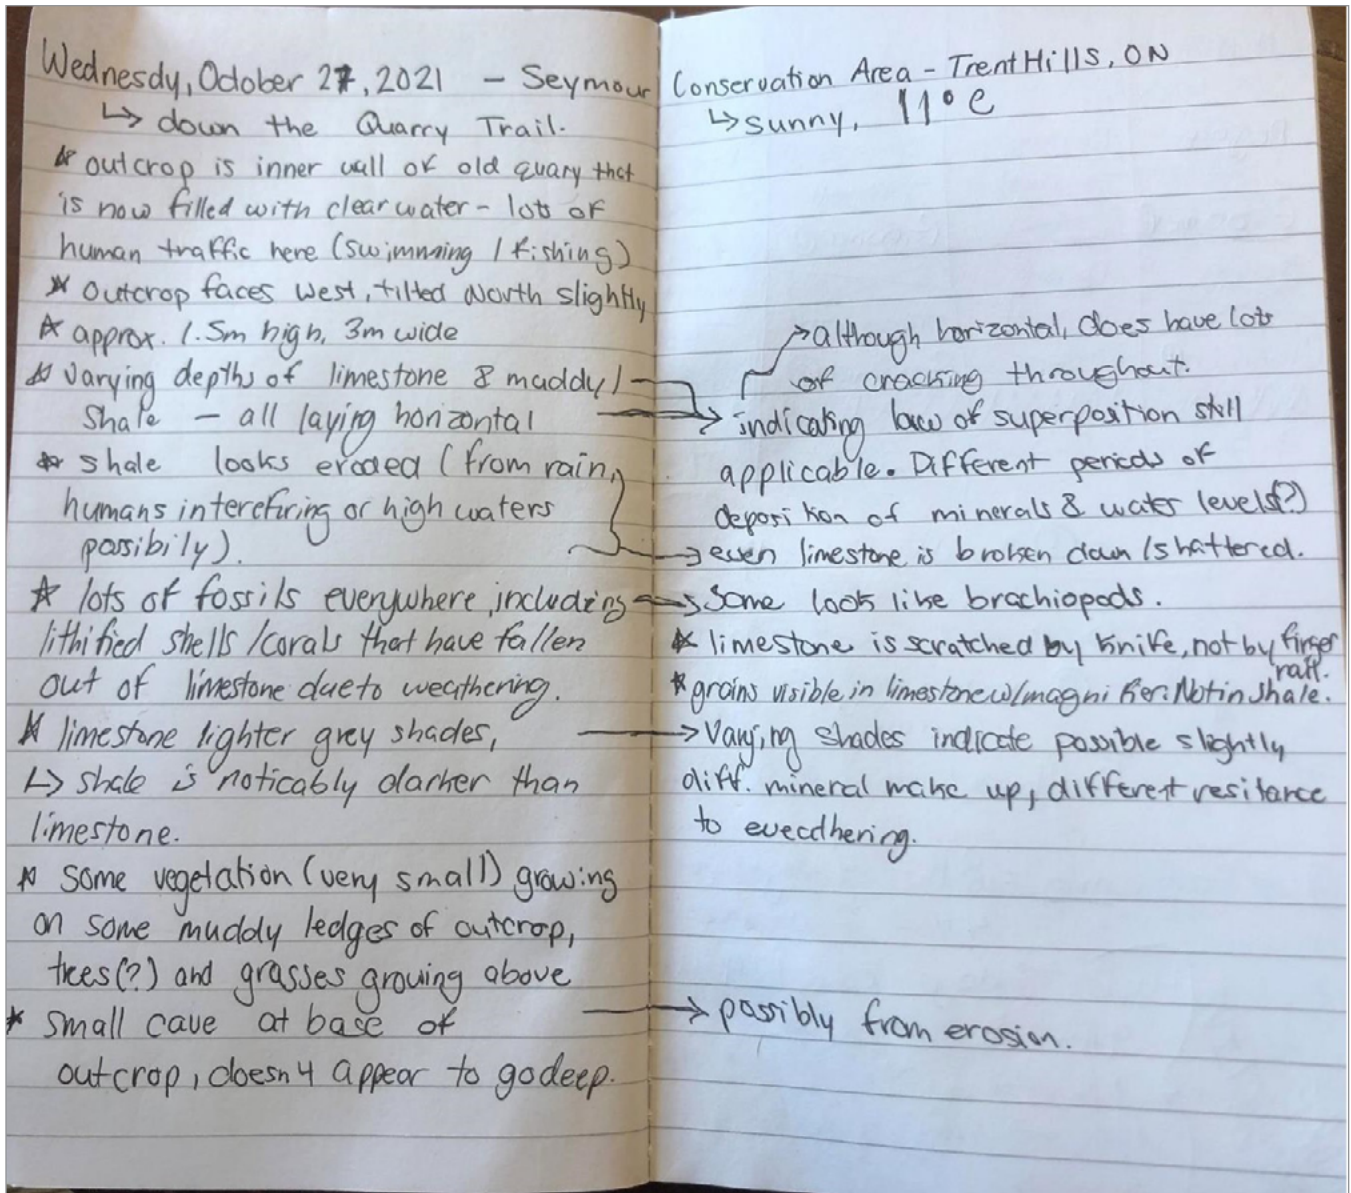 Wednesdy, October 27, 2021 – Seymour Conservation Area – Trent Hills, ON
↳ down the Quarry Trail.
* outcrop is inner wall of old quary that
is now filled with clear water – lots of
human traffic here (swimming / fishing)
* Outcrop faces West, tilted North slightly
* approx. 1.5m high, 3m wide
* Varying depths of limestone & muddy/
Shale – all laying horizontal
* shale looks eroded (from rain,
humans interefiring or high waters
possibily).
* lots of fossils everywhere, including
lithified shells/corals that have fallen
out of limestone due to weathering.
* limestone lighter grey shades,
↳ shale is noticably darker than
limestone.
* Some vegetation (very small) growing
on some muddy ledges of outcrop,
trees(?) and grasses growing above
* small cave at base of
outcrop, doesn't appear to go deep.
↳ sunny, 11°C
→ although horizontal, does have lots
of cracking throughout.
→ indicating law of superposition still
applicable. Different periods of
deposition of minerals & water levels(?)
→ even limestone is broken down/shattered.
→ Some look like brachiopods.
* limestone is scratched by knife, not by finger
nail.
* grains visible in limestone w/magnifier. Not in shale.
→ Varying shades indicate possible slightly
diff. mineral make up, different resitance
to weathering.
→ possibly from erosion.